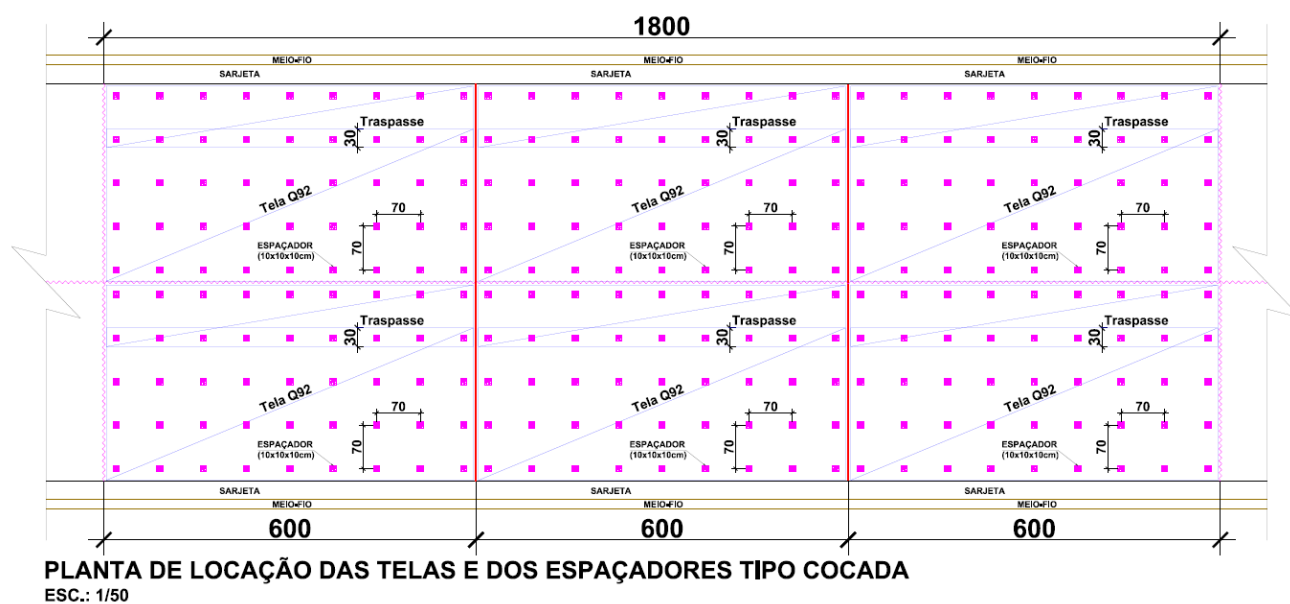 1800
MEIO-FIO MEIO-FIO MEIO-FIO
SARJETA SARJETA SARJETA
Traspasse Traspasse Traspasse
30 30 30
Tela Q92 Tela Q92 Tela Q92
70 70 70
70 70 70
ESPAÇADOR ESPAÇADOR ESPAÇADOR
(10x10x10cm) (10x10x10cm) (10x10x10cm)
Traspasse Traspasse Traspasse
30 30 30
Tela Q92 Tela Q92 Tela Q92
70 70 70
70 70 70
ESPAÇADOR ESPAÇADOR ESPAÇADOR
(10x10x10cm) (10x10x10cm) (10x10x10cm)
SARJETA SARJETA SARJETA
MEIO-FIO MEIO-FIO MEIO-FIO
600 600 600
PLANTA DE LOCAÇÃO DAS TELAS E DOS ESPAÇADORES TIPO COCADA
ESC.: 1/50